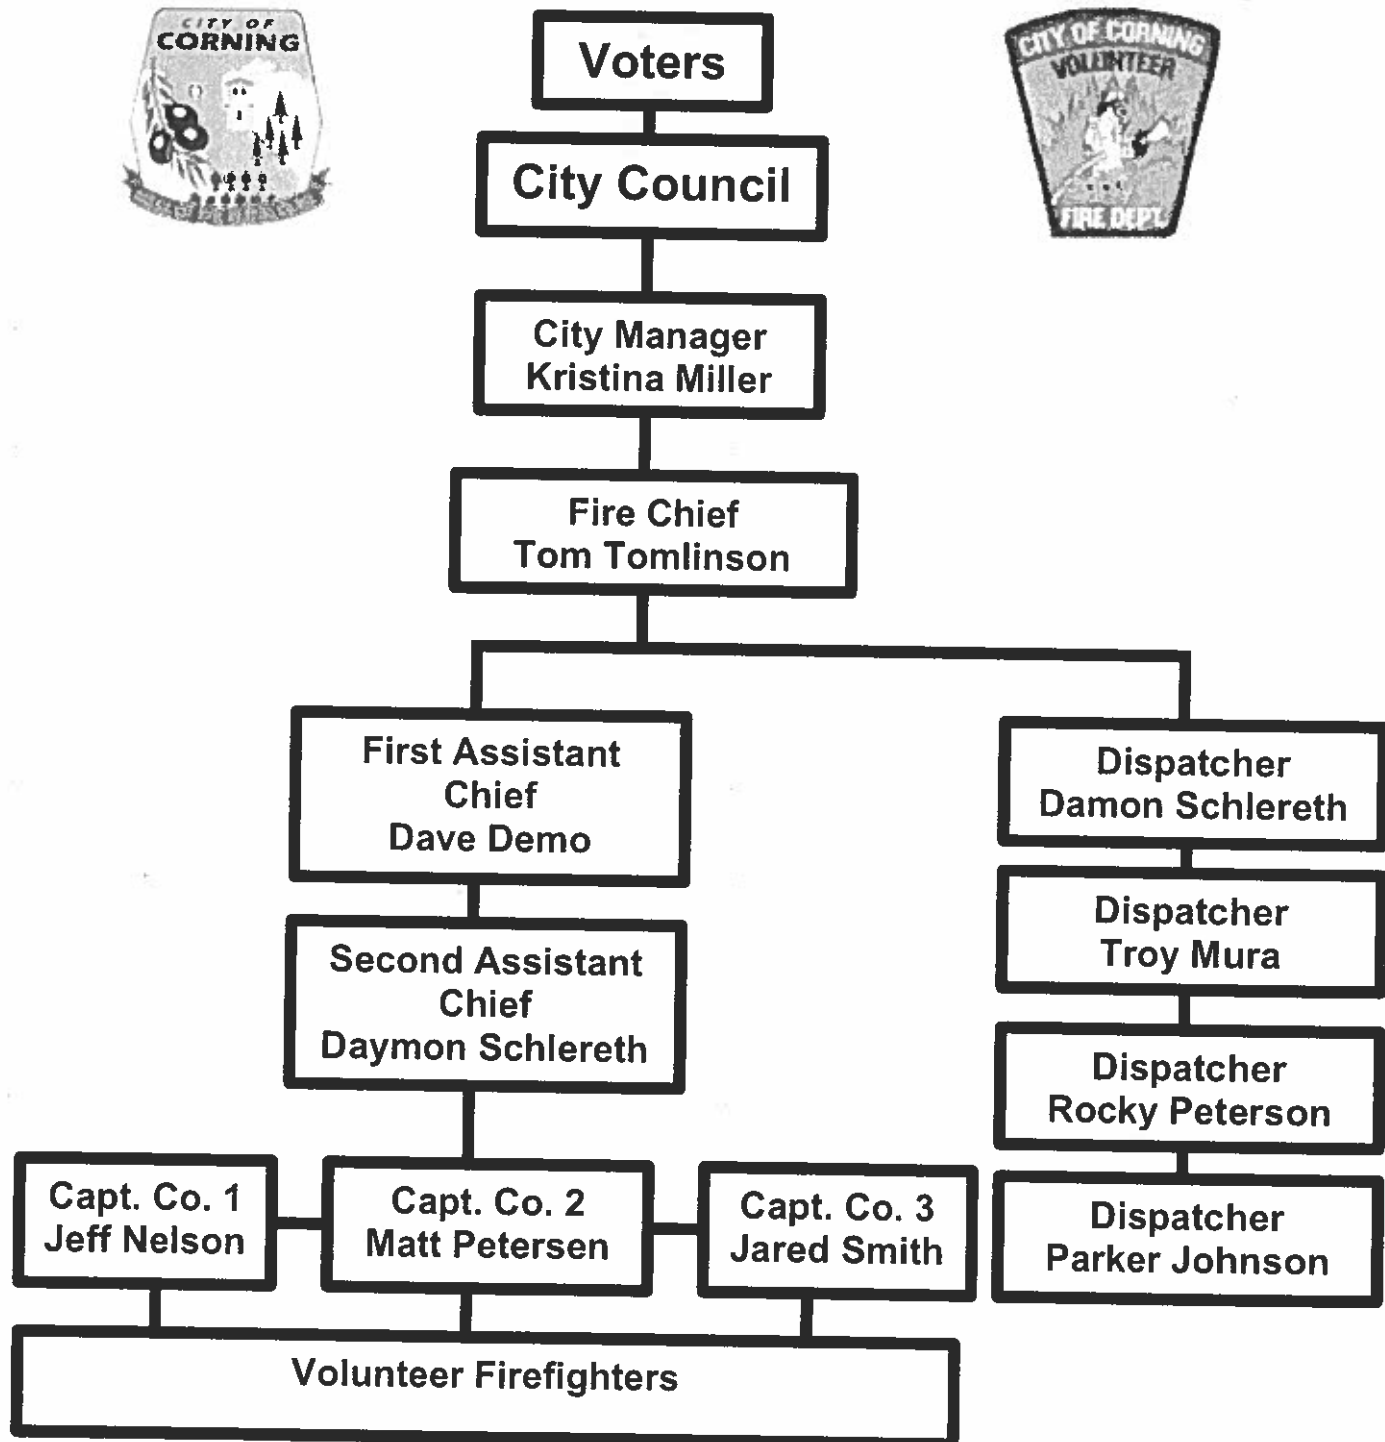 CITY OF
CORNING
CITY OF CORNING
VOLUNTEER
FIRE DEPT.
Voters
City Council
City Manager
Kristina Miller
Fire Chief
Tom Tomlinson
First Assistant
Chief
Dave Demo
Second Assistant
Chief
Daymon Schlereth
Capt. Co. 1
Jeff Nelson
Capt. Co. 2
Matt Petersen
Capt. Co. 3
Jared Smith
Volunteer Firefighters
Dispatcher
Damon Schlereth
Dispatcher
Troy Mura
Dispatcher
Rocky Peterson
Dispatcher
Parker Johnson